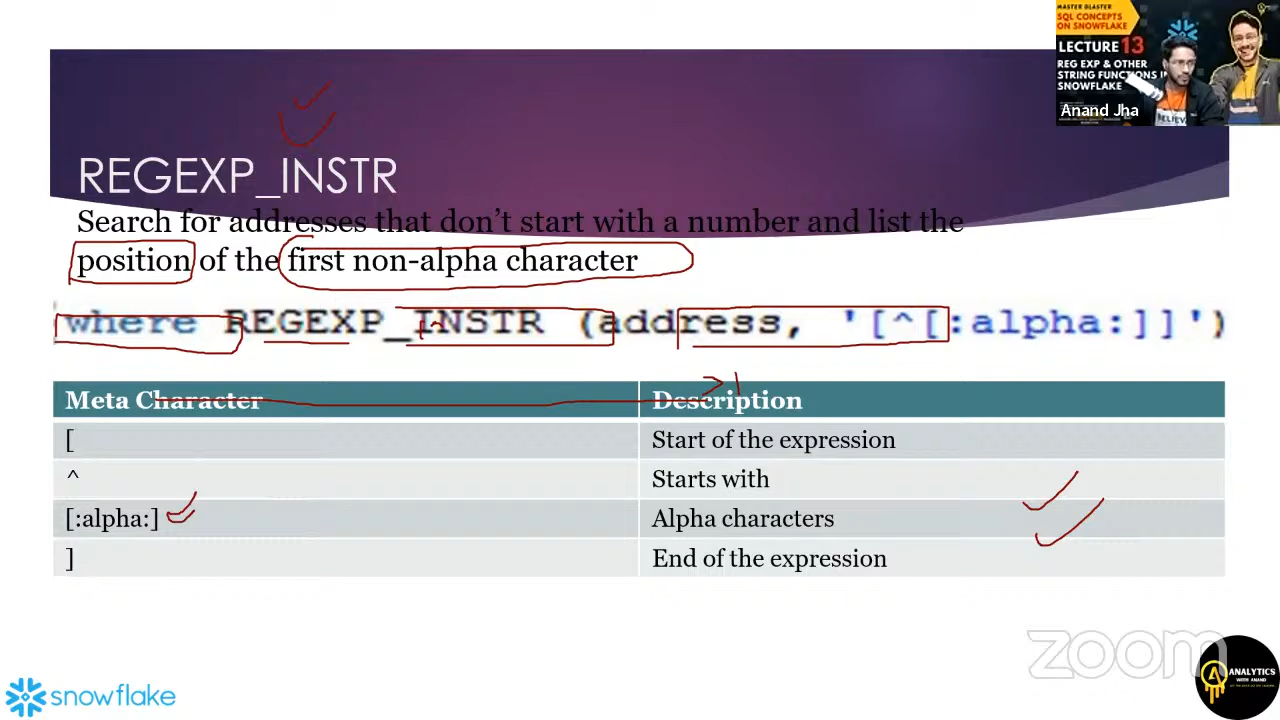 MASTER BLASTER
SQL CONCEPTS
ON SNOWFLAKE
LECTURE 13
REG EXP & OTHER
STRING FUNCTIONS IN
SNOWFLAKE
Anand Jha
REGEXP_INSTR
Search for addresses that don't start with a number and list the
position of the first non-alpha character
where REGEXP_INSTR (address, '[^[:alpha:]]')
Meta Character Description
[ Start of the expression
^ Starts with
[:alpha:] Alpha characters
] End of the expression
zoom
snowflake
ANALYTICS
WITH ANAND